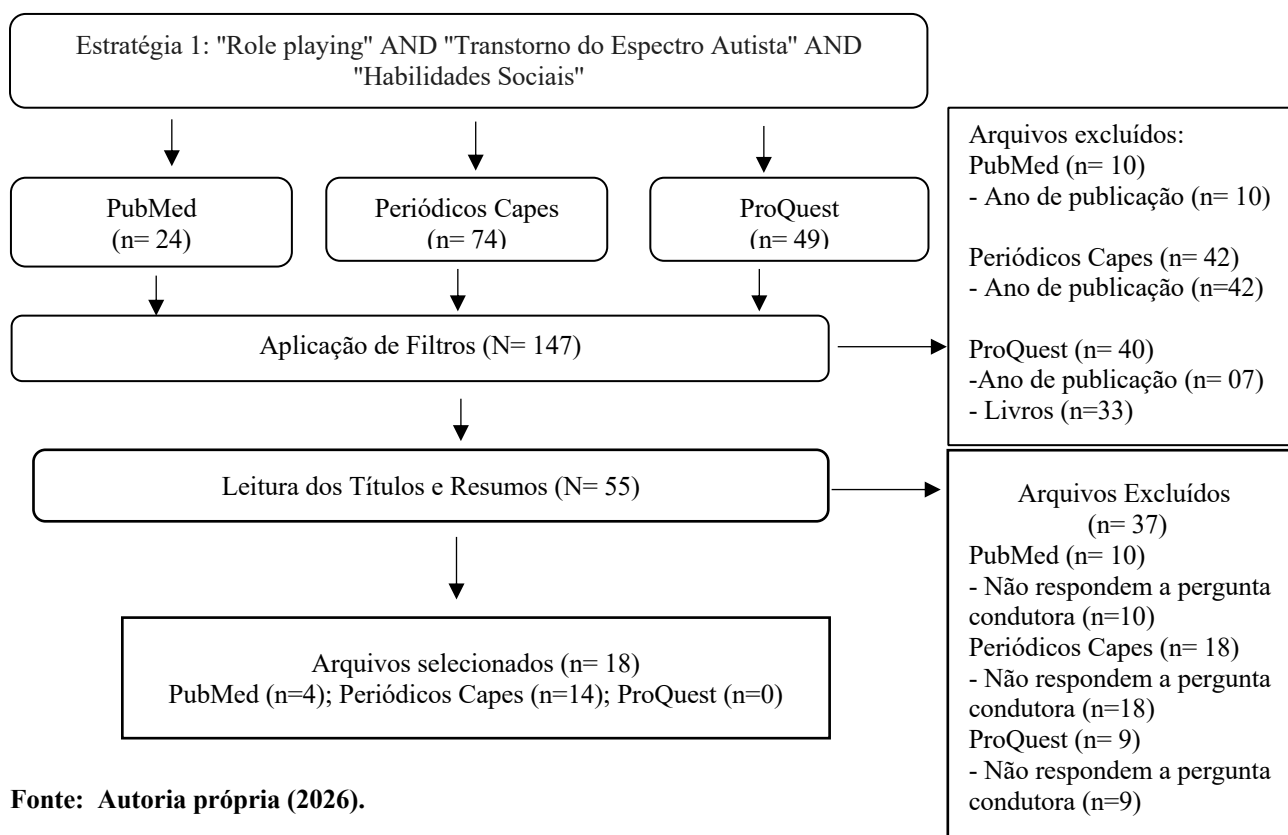 Estratégia 1: "Role playing" AND "Transtorno do Espectro Autista" AND
"Habilidades Sociais"
PubMed
(n= 24)
Periódicos Capes
(n= 74)
ProQuest
(n= 49)
Aplicação de Filtros (N= 147)
Arquivos excluídos:
PubMed (n= 10)
- Ano de publicação (n= 10)
Periódicos Capes (n= 42)
- Ano de publicação (n=42)
ProQuest (n= 40)
-Ano de publicação (n= 07)
- Livros (n=33)
Leitura dos Títulos e Resumos (N= 55)
Arquivos Excluídos
(n= 37)
PubMed (n= 10)
- Não respondem a pergunta
condutora (n=10)
Periódicos Capes (n= 18)
- Não respondem a pergunta
condutora (n=18)
ProQuest (n= 9)
- Não respondem a pergunta
condutora (n=9)
Arquivos selecionados (n= 18)
PubMed (n=4); Periódicos Capes (n=14); ProQuest (n=0)
Fonte: Autoria própria (2026).